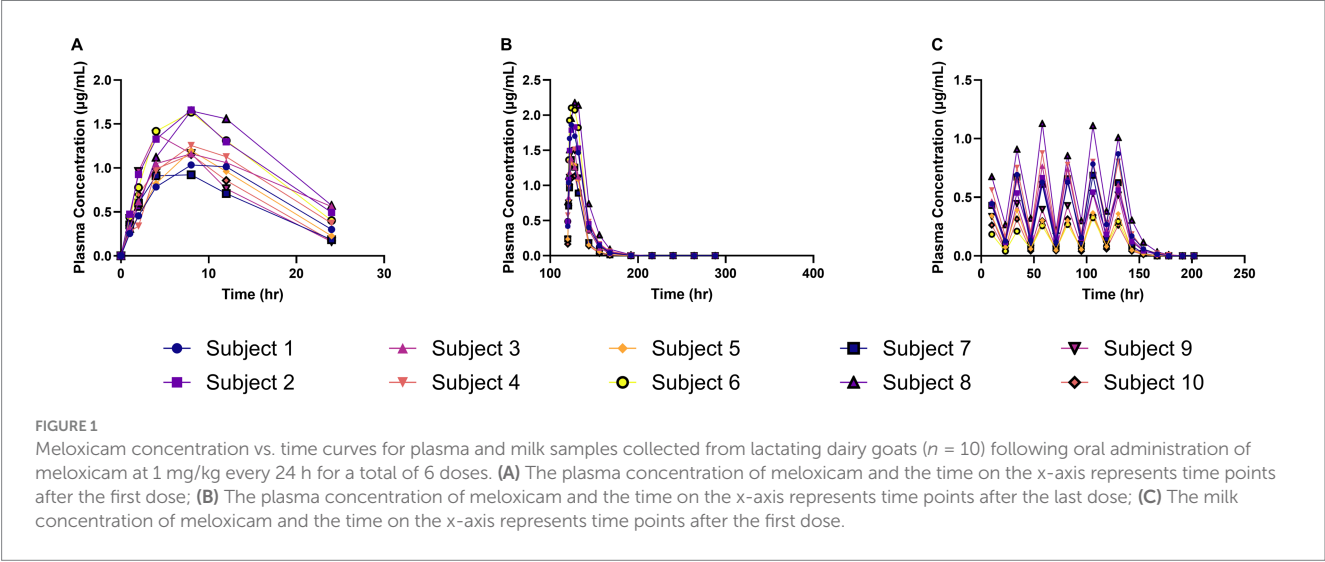 A
B
C
Plasma Concentration (µg/mL)
2.0
1.5
1.0
0.5
0.0
0
10
20
30
Time (hr)
Plasma Concentration (µg/mL)
2.5
2.0
1.5
1.0
0.5
0.0
100
200
300
400
Time (hr)
Plasma Concentration (µg/mL)
1.5
1.0
0.5
0.0
0
50
100
150
200
250
Time (hr)
Subject 1
Subject 3
Subject 5
Subject 7
Subject 9
Subject 2
Subject 4
Subject 6
Subject 8
Subject 10
FIGURE 1
Meloxicam concentration vs. time curves for plasma and milk samples collected from lactating dairy goats (n = 10) following oral administration of
meloxicam at 1 mg/kg every 24 h for a total of 6 doses. (A) The plasma concentration of meloxicam and the time on the x-axis represents time points
after the first dose; (B) The plasma concentration of meloxicam and the time on the x-axis represents time points after the last dose; (C) The milk
concentration of meloxicam and the time on the x-axis represents time points after the first dose.